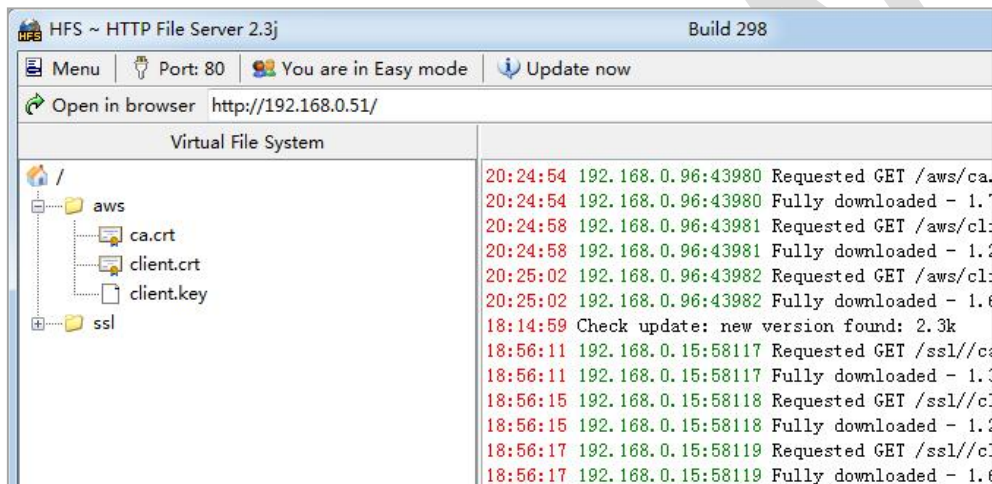 HFS ~ HTTP File Server 2.3j Build 298
Menu Port: 80 You are in Easy mode Update now
Open in browser http://192.168.0.51/
Virtual File System
/
aws
ca.crt
client.crt
client.key
ssl
20:24:54 192.168.0.96:43980 Requested GET /aws/ca.
20:24:54 192.168.0.96:43980 Fully downloaded - 1.7
20:24:58 192.168.0.96:43981 Requested GET /aws/cli
20:24:58 192.168.0.96:43981 Fully downloaded - 1.2
20:25:02 192.168.0.96:43982 Requested GET /aws/cli
20:25:02 192.168.0.96:43982 Fully downloaded - 1.6
18:14:59 Check update: new version found: 2.3k
18:56:11 192.168.0.15:58117 Requested GET /ssl//ca
18:56:11 192.168.0.15:58117 Fully downloaded - 1.3
18:56:15 192.168.0.15:58118 Requested GET /ssl//cl
18:56:15 192.168.0.15:58118 Fully downloaded - 1.2
18:56:17 192.168.0.15:58119 Requested GET /ssl//cl
18:56:17 192.168.0.15:58119 Fully downloaded - 1.6